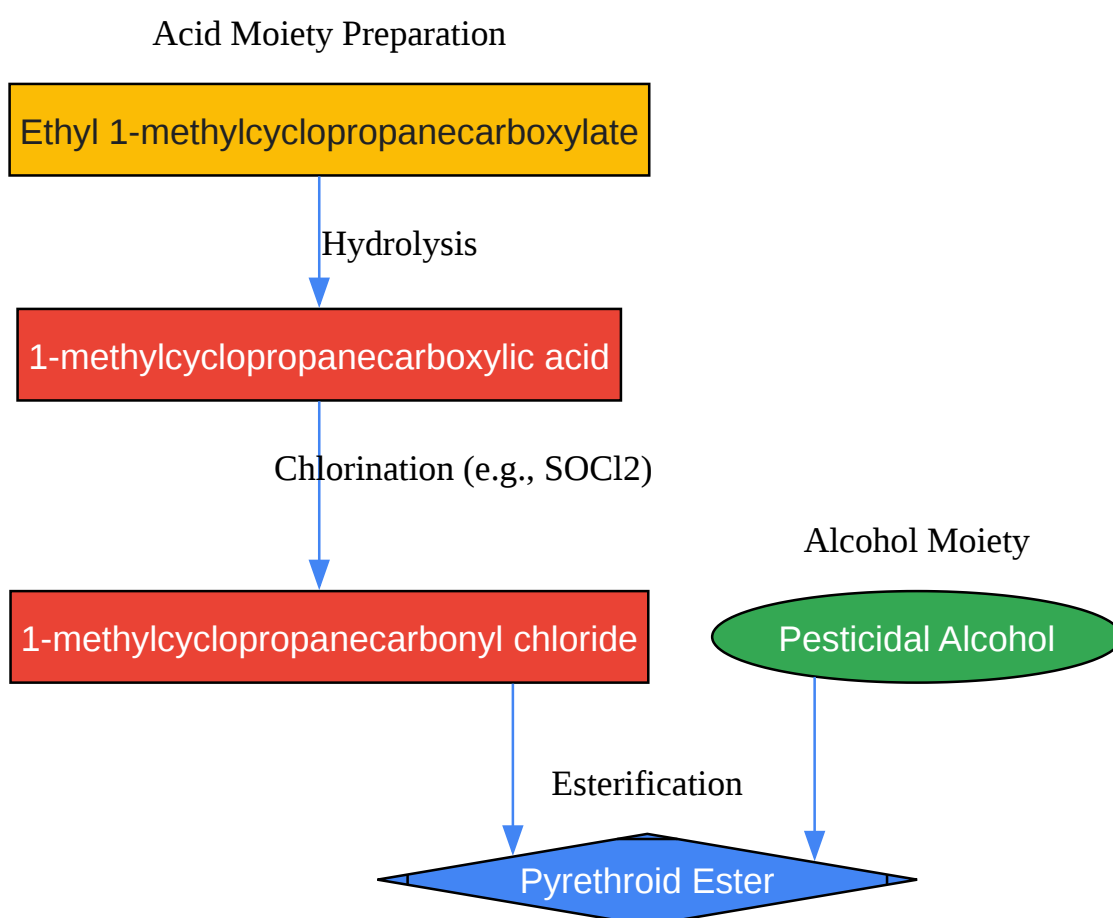 Acid Moiety Preparation
Ethyl 1-methylcyclopropanecarboxylate
Hydrolysis
1-methylcyclopropanecarboxylic acid
Chlorination (e.g., SOCl2)
Alcohol Moiety
1-methylcyclopropanecarbonyl chloride
Pesticidal Alcohol
Esterification
Pyrethroid Ester